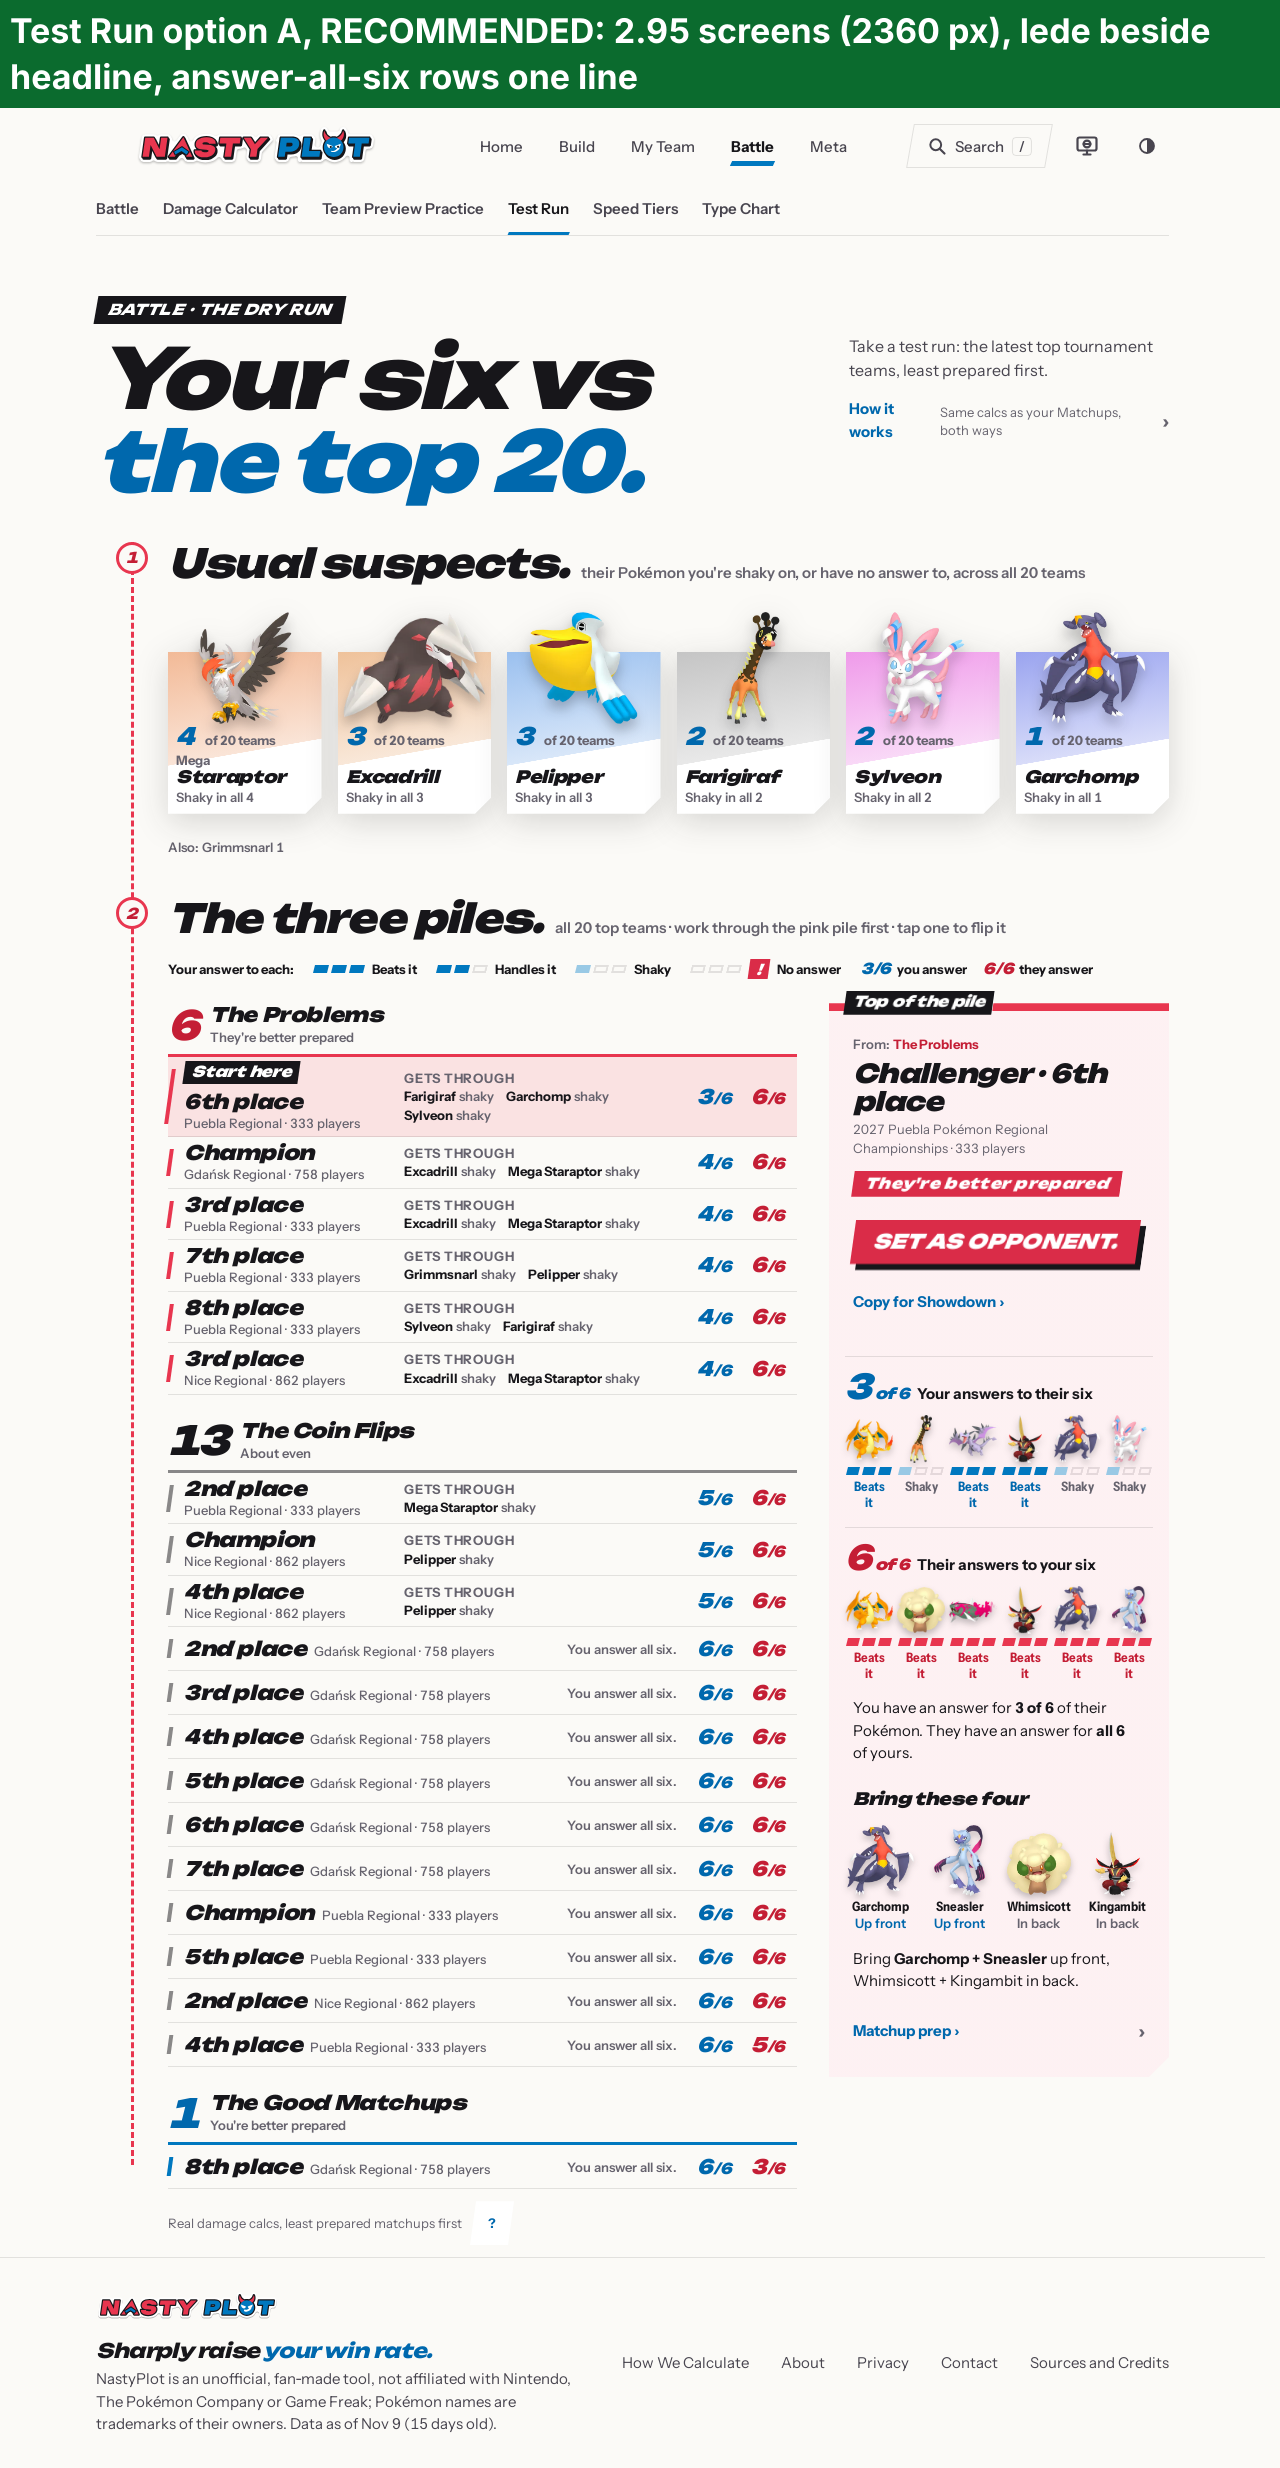 Test Run option A, RECOMMENDED: 2.95 screens (2360 px), lede beside
headline, answer-all-six rows one line
NASTY PLOT
Home Build My Team Battle Meta Search /
Battle Damage Calculator Team Preview Practice Test Run Speed Tiers Type Chart
BATTLE · THE DRY RUN
Your six vs
the top 20.
Take a test run: the latest top tournament
teams, least prepared first.
How it
works
Same calcs as your Matchups,
both ways ›
1 Usual suspects. their Pokémon you're shaky on, or have no answer to, across all 20 teams
4 of 20 teams
Mega
Staraptor
Shaky in all 4
3 of 20 teams
Excadrill
Shaky in all 3
3 of 20 teams
Pelipper
Shaky in all 3
2 of 20 teams
Farigiraf
Shaky in all 2
2 of 20 teams
Sylveon
Shaky in all 2
1 of 20 teams
Garchomp
Shaky in all 1
Also: Grimmsnarl 1
2 The three piles. all 20 top teams · work through the pink pile first · tap one to flip it
Your answer to each: Beats it Handles it Shaky ! No answer 3/6 you answer 6/6 they answer
6 The Problems
They're better prepared
Start here
6th place
Puebla Regional · 333 players
GETS THROUGH
Farigiraf shaky Garchomp shaky
Sylveon shaky
3/6 6/6
Champion
Gdańsk Regional · 758 players
GETS THROUGH
Excadrill shaky Mega Staraptor shaky
4/6 6/6
3rd place
Puebla Regional · 333 players
GETS THROUGH
Excadrill shaky Mega Staraptor shaky
4/6 6/6
7th place
Puebla Regional · 333 players
GETS THROUGH
Grimmsnarl shaky Pelipper shaky
4/6 6/6
8th place
Puebla Regional · 333 players
GETS THROUGH
Sylveon shaky Farigiraf shaky
4/6 6/6
3rd place
Nice Regional · 862 players
GETS THROUGH
Excadrill shaky Mega Staraptor shaky
4/6 6/6
13 The Coin Flips
About even
2nd place
Puebla Regional · 333 players
GETS THROUGH
Mega Staraptor shaky
5/6 6/6
Champion
Nice Regional · 862 players
GETS THROUGH
Pelipper shaky
5/6 6/6
4th place
Nice Regional · 862 players
GETS THROUGH
Pelipper shaky
5/6 6/6
2nd place Gdańsk Regional · 758 players You answer all six. 6/6 6/6
3rd place Gdańsk Regional · 758 players You answer all six. 6/6 6/6
4th place Gdańsk Regional · 758 players You answer all six. 6/6 6/6
5th place Gdańsk Regional · 758 players You answer all six. 6/6 6/6
6th place Gdańsk Regional · 758 players You answer all six. 6/6 6/6
7th place Gdańsk Regional · 758 players You answer all six. 6/6 6/6
Champion Puebla Regional · 333 players You answer all six. 6/6 6/6
5th place Puebla Regional · 333 players You answer all six. 6/6 6/6
2nd place Nice Regional · 862 players You answer all six. 6/6 6/6
4th place Puebla Regional · 333 players You answer all six. 6/6 5/6
1 The Good Matchups
You're better prepared
8th place Gdańsk Regional · 758 players You answer all six. 6/6 3/6
Real damage calcs, least prepared matchups first ?
Top of the pile
From: The Problems
Challenger · 6th
place
2027 Puebla Pokémon Regional
Championships · 333 players
They're better prepared
SET AS OPPONENT.
Copy for Showdown ›
3 of 6 Your answers to their six
Beats it Shaky Beats it Beats it Shaky Shaky
6 of 6 Their answers to your six
Beats it Beats it Beats it Beats it Beats it Beats it
You have an answer for 3 of 6 of their
Pokémon. They have an answer for all 6
of yours.
Bring these four
Garchomp Sneasler Whimsicott Kingambit
Up front Up front In back In back
Bring Garchomp + Sneasler up front,
Whimsicott + Kingambit in back.
Matchup prep › ›
NASTY PLOT
Sharply raise your win rate.
NastyPlot is an unofficial, fan-made tool, not affiliated with Nintendo,
The Pokémon Company or Game Freak; Pokémon names are
trademarks of their owners. Data as of Nov 9 (15 days old).
How We Calculate About Privacy Contact Sources and Credits